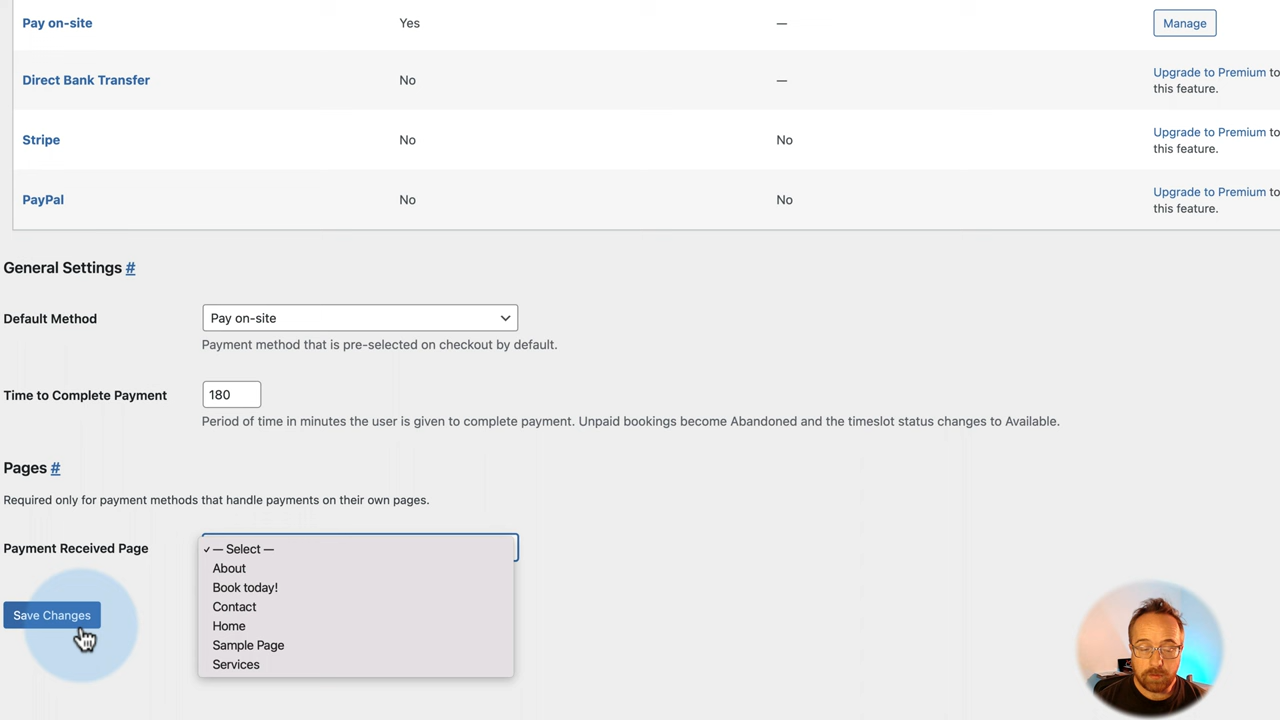 Pay on-site Yes — Manage
Direct Bank Transfer No — Upgrade to Premium to
this feature.
Stripe No No Upgrade to Premium to
this feature.
PayPal No No Upgrade to Premium to
this feature.
General Settings #
Default Method Pay on-site
Payment method that is pre-selected on checkout by default.
Time to Complete Payment 180
Period of time in minutes the user is given to complete payment. Unpaid bookings become Abandoned and the timeslot status changes to Available.
Pages #
Required only for payment methods that handle payments on their own pages.
Payment Received Page ✓ — Select —
About
Book today!
Contact
Home
Sample Page
Services
Save Changes